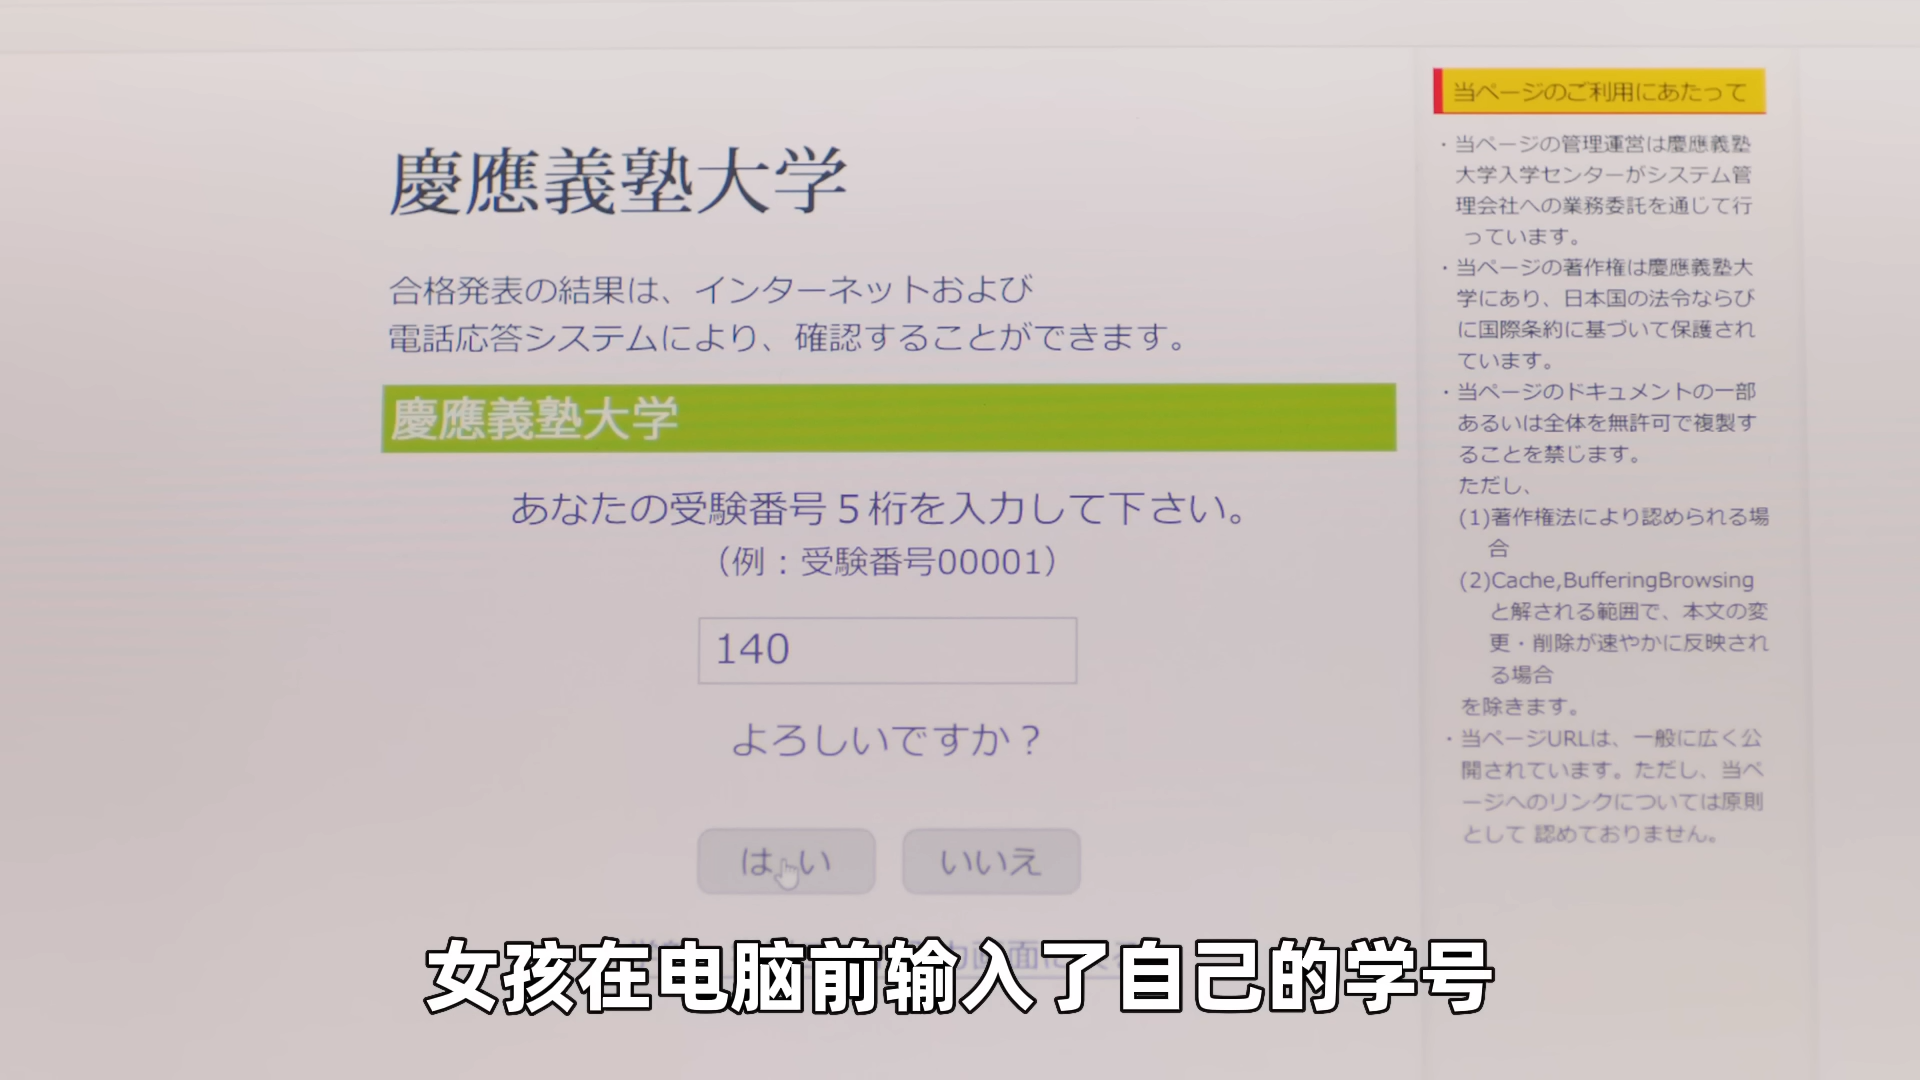 慶應義塾大学
合格発表の結果は、インターネットおよび
電話応答システムにより、確認することができます。
慶應義塾大学
あなたの受験番号5桁を入力して下さい。
（例：受験番号00001）
140
よろしいですか？
はい
いいえ
女孩在电脑前输入了自己的学号
当ページのご利用にあたって
・当ページの管理運営は慶應義塾
大学入学センターがシステム管
理会社への業務委託を通じて行
っています。
・当ページの著作権は慶應義塾大
学にあり、日本国の法令ならび
に国際条約に基づいて保護され
ています。
・当ページのドキュメントの一部
あるいは全体を無許可で複製す
ることを禁じます。
ただし、
(1)著作権法により認められる場
合
(2)Cache,BufferingBrowsing
と解される範囲で、本文の変
更・削除が速やかに反映され
る場合
を除きます。
・当ページURLは、一般に広く公
開されています。ただし、当ペ
ージへのリンクについては原則
として 認めておりません。